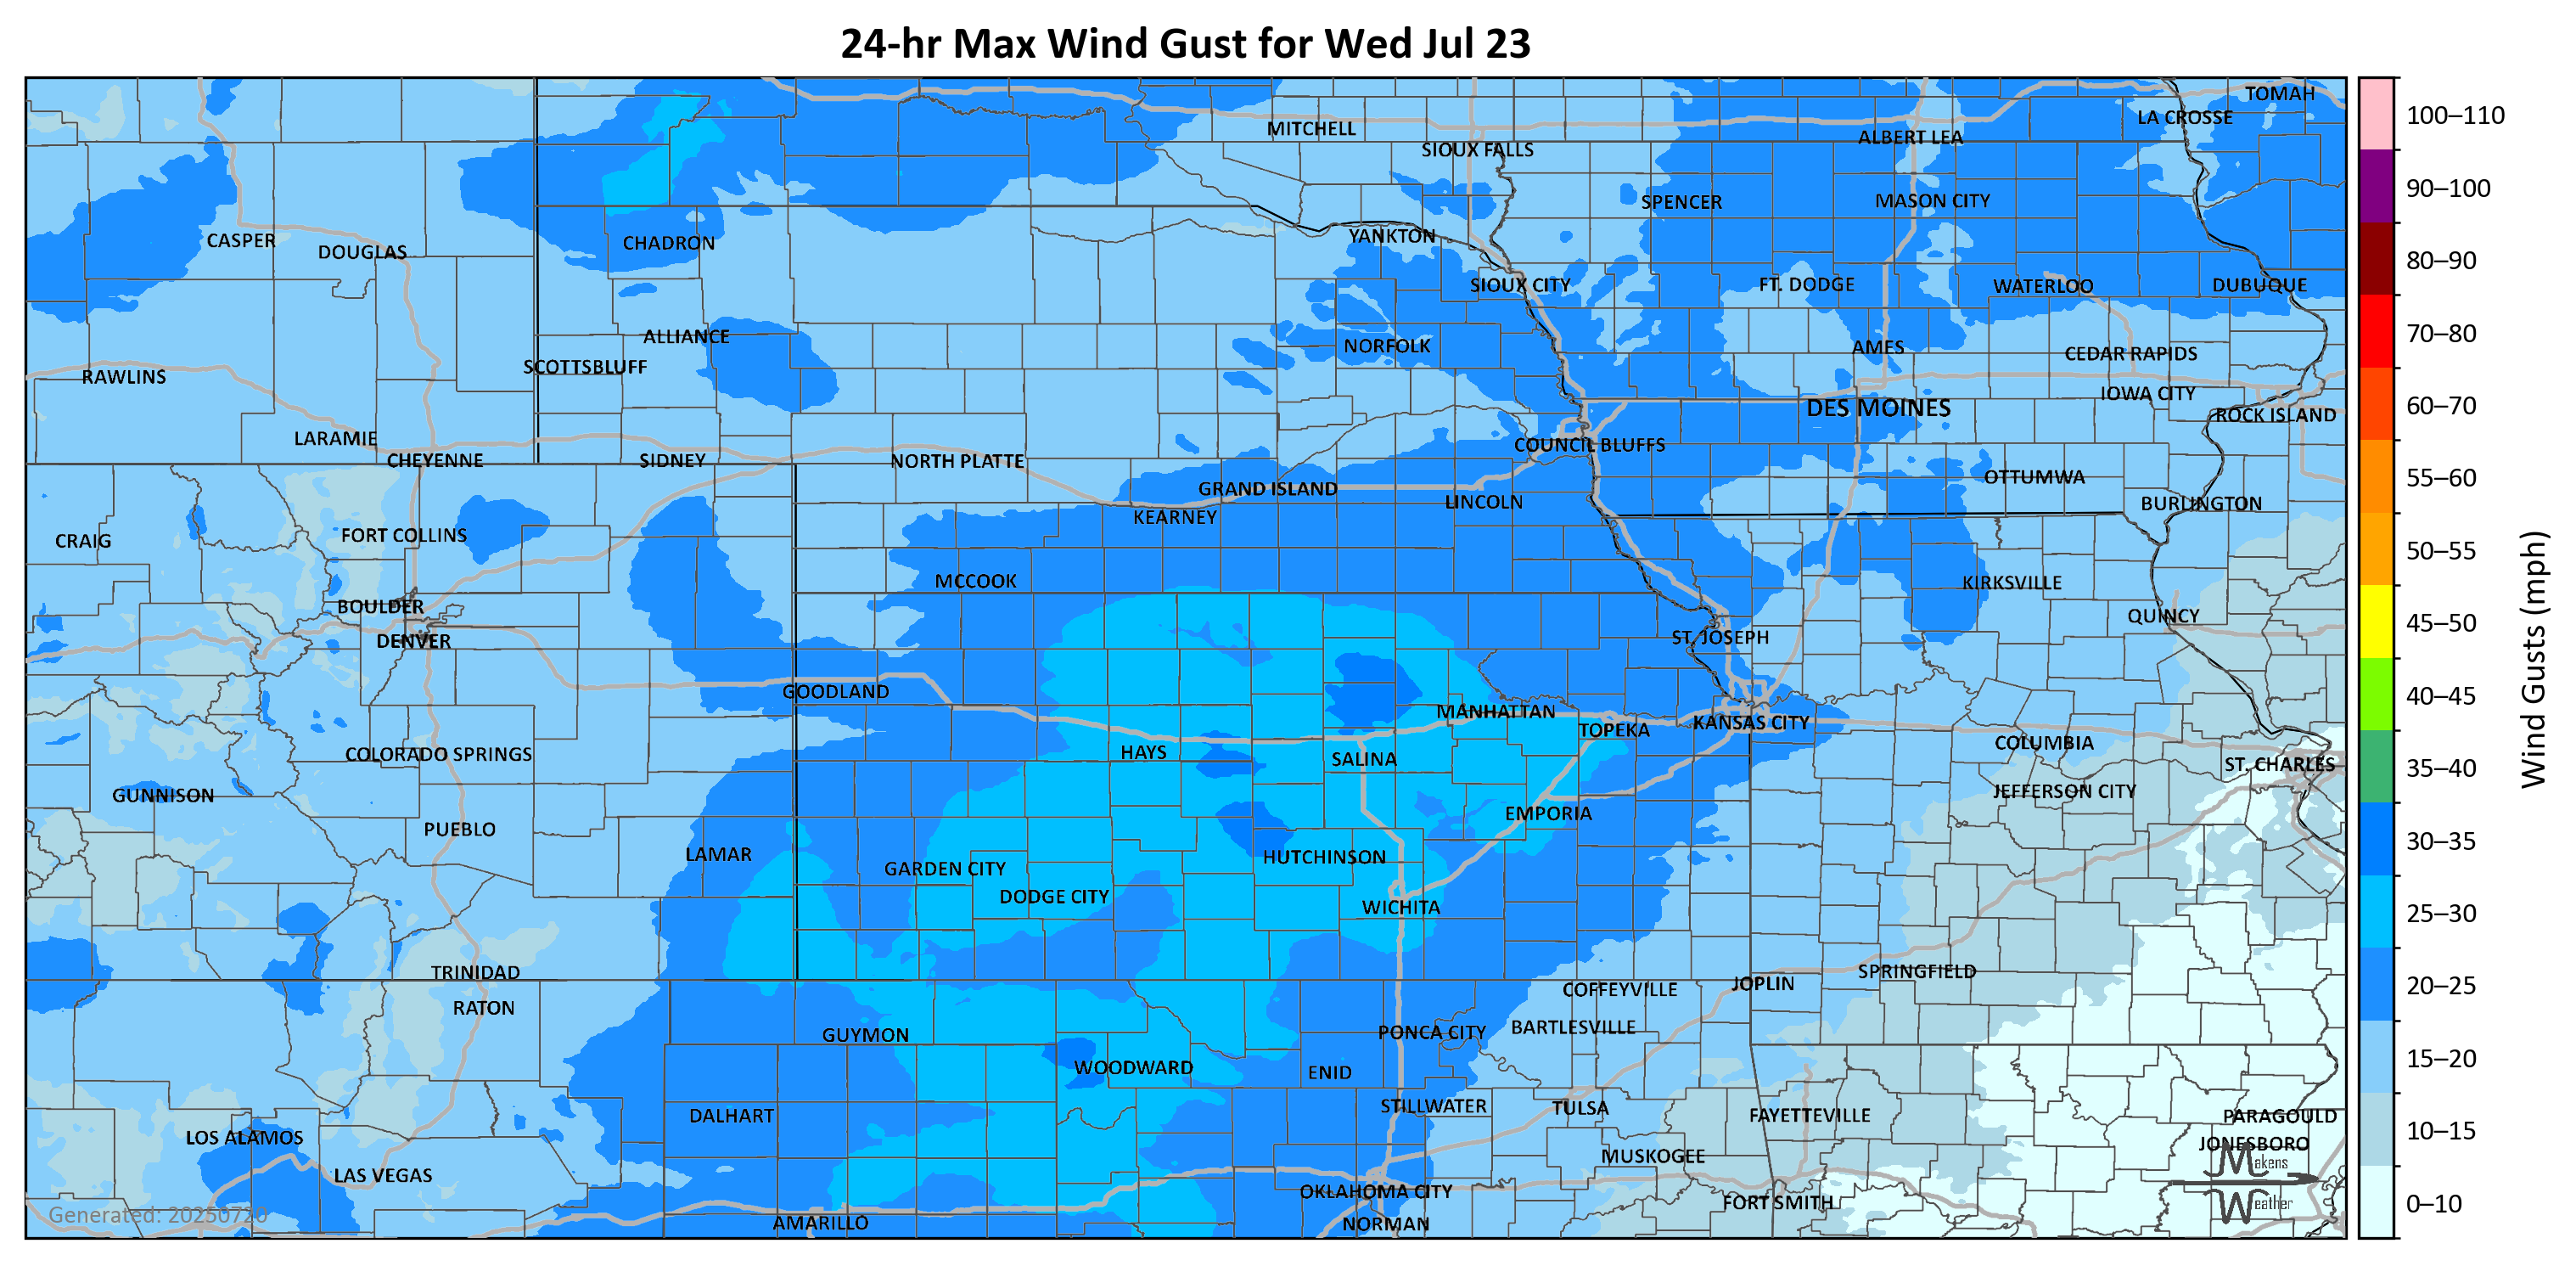 24-hr Max Wind Gust for Wed Jul 23
TOMAH
LA CROSSE
MITCHELL
ALBERT LEA
SIOUX FALLS
SPENCER
MASON CITY
YANKTON
CASPER
CHADRON
DOUGLAS
SIOUX CITY
FT. DODGE
WATERLOO
DUBUQUE
ALLIANCE
NORFOLK
AMES
CEDAR RAPIDS
SCOTTSBLUFF
RAWLINS
IOWA CITY
DES MOINES
ROCK ISLAND
LARAMIE
COUNCIL BLUFFS
CHEYENNE
SIDNEY
NORTH PLATTE
OTTUMWA
GRAND ISLAND
LINCOLN
BURLINGTON
KEARNEY
FORT COLLINS
CRAIG
MCCOOK
KIRKSVILLE
BOULDER
QUINCY
DENVER
ST. JOSEPH
GOODLAND
MANHATTAN
KANSAS CITY
TOPEKA
COLUMBIA
COLORADO SPRINGS
HAYS
SALINA
ST. CHARLES
JEFFERSON CITY
GUNNISON
EMPORIA
PUEBLO
LAMAR
HUTCHINSON
GARDEN CITY
DODGE CITY
WICHITA
TRINIDAD
SPRINGFIELD
JOPLIN
COFFEYVILLE
RATON
BARTLESVILLE
PONCA CITY
GUYMON
WOODWARD
ENID
STILLWATER
TULSA
DALHART
FAYETTEVILLE
PARAGOULD
LOS ALAMOS
JONESBORO
MUSKOGEE
LAS VEGAS
OKLAHOMA CITY
FORT SMITH
AMARILLO
NORMAN
Generated: 20250720
Makens
Weather
100–110
90–100
80–90
70–80
60–70
55–60
50–55
45–50
40–45
35–40
30–35
25–30
20–25
15–20
10–15
0–10
Wind Gusts (mph)